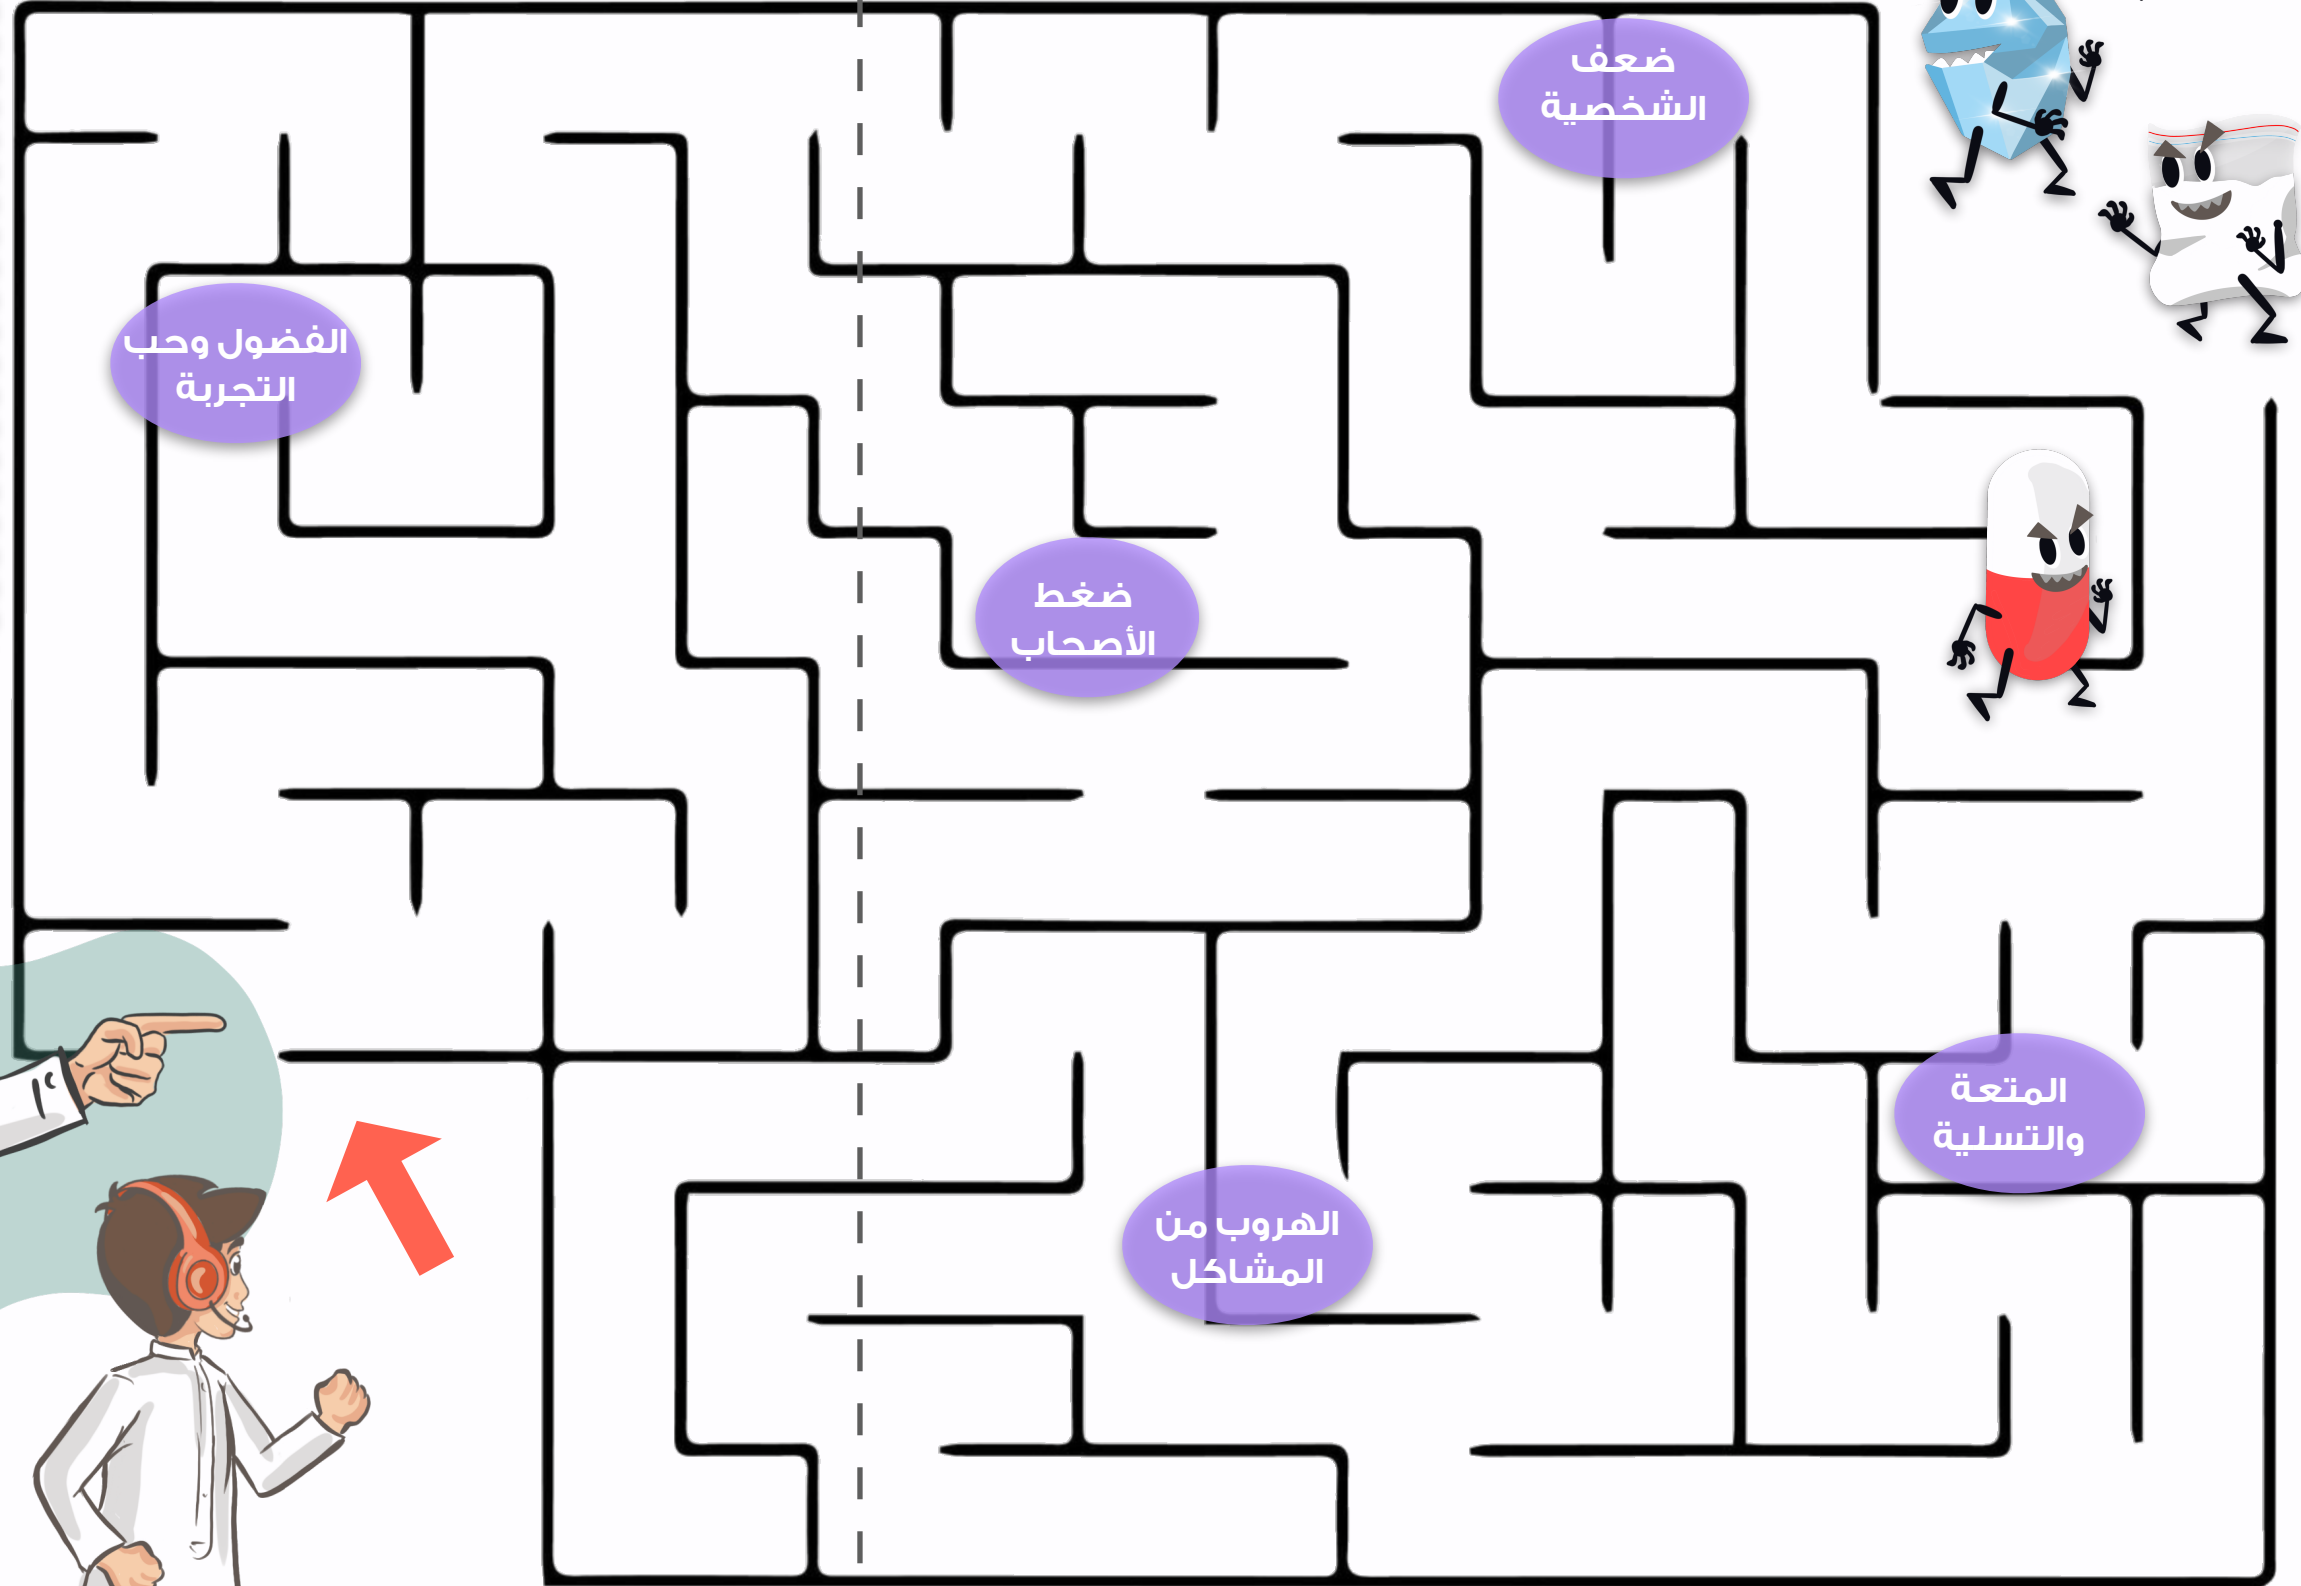 ضعف
الشخصية
الفضول وحب
التجربة
ضغط
الأصحاب
المتعة
والتسلية
الهروب من
المشاكل